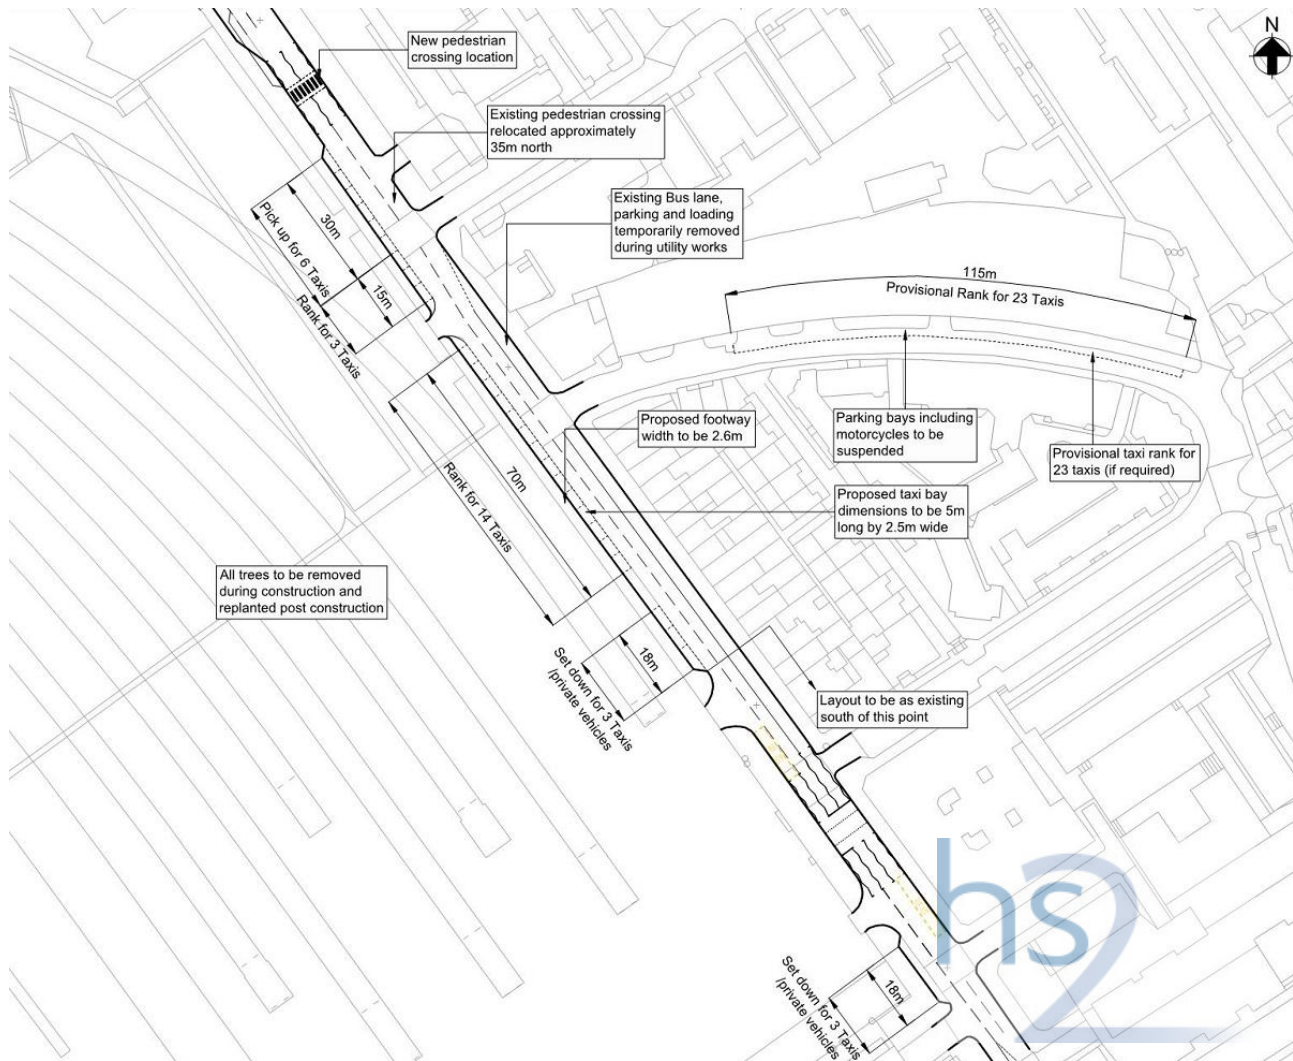 N
New pedestrian
crossing location
Existing pedestrian crossing
relocated approximately
35m north
Existing Bus lane,
parking and loading
temporarily removed
during utility works
30m
Pick up for 6 Taxis
15m
Rank for 3 Taxis
115m
Provisional Rank for 23 Taxis
Proposed footway
width to be 2.6m
Parking bays including
motorcycles to be
suspended
Provisional taxi rank for
23 taxis (if required)
70m
Rank for 14 Taxis
Proposed taxi bay
dimensions to be 5m
long by 2.5m wide
All trees to be removed
during construction and
replanted post construction
18m
Set down for 3 Taxis
/private vehicles
Layout to be as existing
south of this point
hs2
18m
Set down for 3 Taxis
/private vehicles